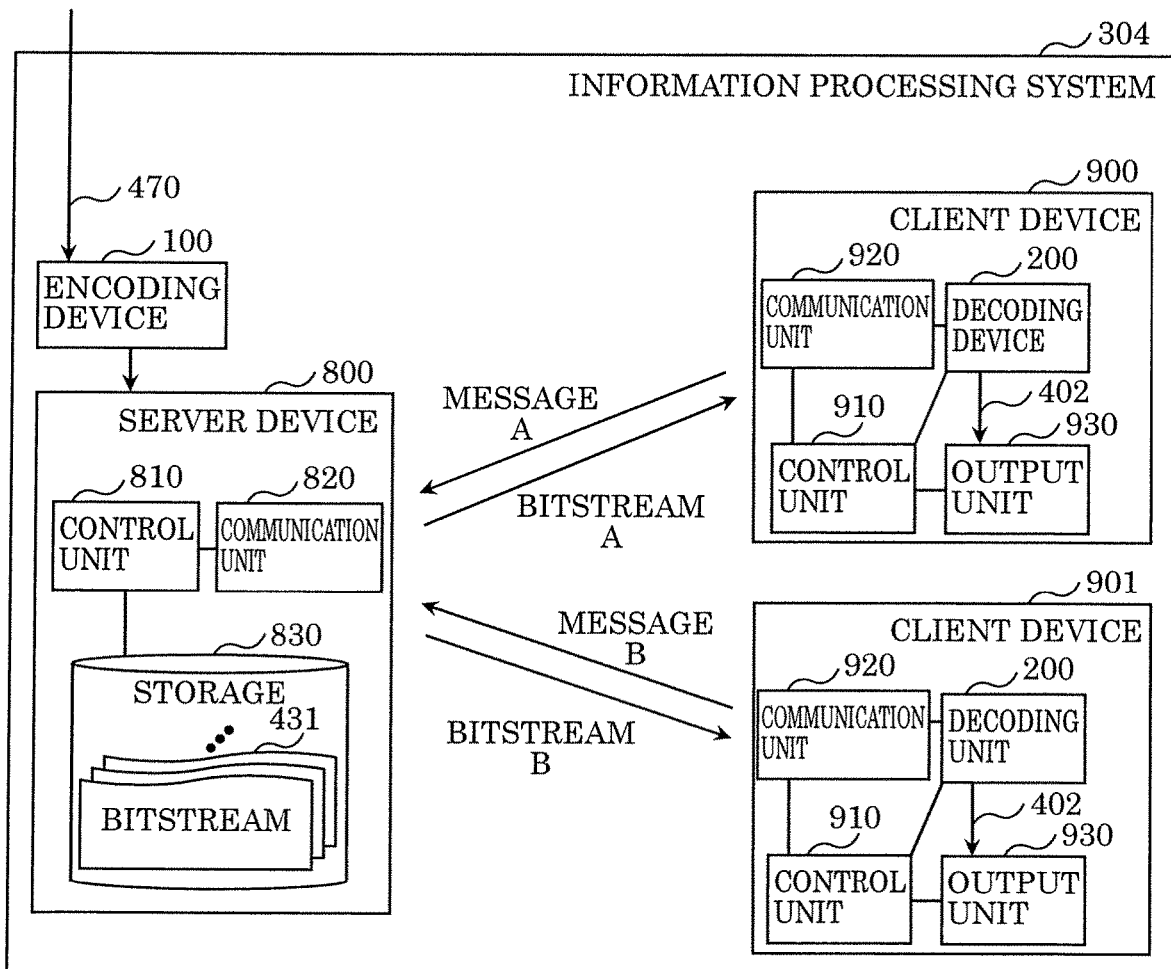 304
INFORMATION PROCESSING SYSTEM
470
100
ENCODING
DEVICE
800
SERVER DEVICE
810
CONTROL
UNIT
820
COMMUNICATION
UNIT
830
STORAGE
431
BITSTREAM
MESSAGE
A
BITSTREAM
A
MESSAGE
B
BITSTREAM
B
900
CLIENT DEVICE
920
COMMUNICATION
UNIT
200
DECODING
DEVICE
402
910
CONTROL
UNIT
930
OUTPUT
UNIT
901
CLIENT DEVICE
920
COMMUNICATION
UNIT
200
DECODING
UNIT
402
910
CONTROL
UNIT
930
OUTPUT
UNIT